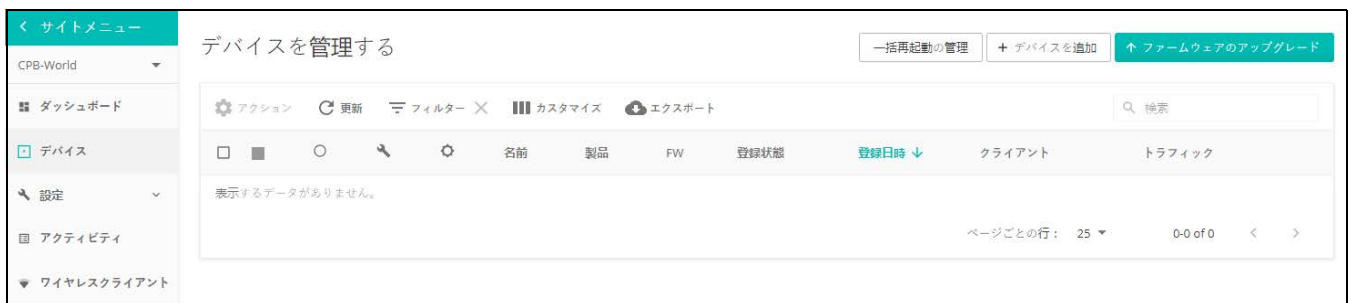 サイトメニュー
CPB-World
ダッシュボード
デバイス
設定
アクティビティ
ワイヤレスクライアント
デバイスを管理する
一括再起動の管理
+ デバイスを追加
ファームウェアのアップグレード
アクション 更新 フィルター カスタマイズ エクスポート 検索
名前 製品 FW 登録状態 登録日時 クライアント トラフィック
表示するデータがありません。
ページごとの行： 25 0-0 of 0